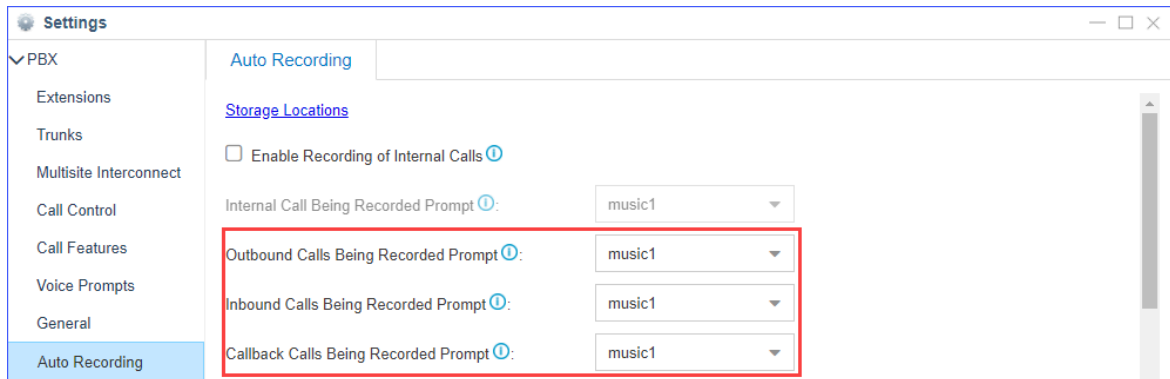 Settings
PBX
Auto Recording
Extensions
Storage Locations
Trunks
Enable Recording of Internal Calls
Multisite Interconnect
Internal Call Being Recorded Prompt : music1
Call Control
Call Features
Outbound Calls Being Recorded Prompt : music1
Voice Prompts
Inbound Calls Being Recorded Prompt : music1
General
Callback Calls Being Recorded Prompt : music1
Auto Recording